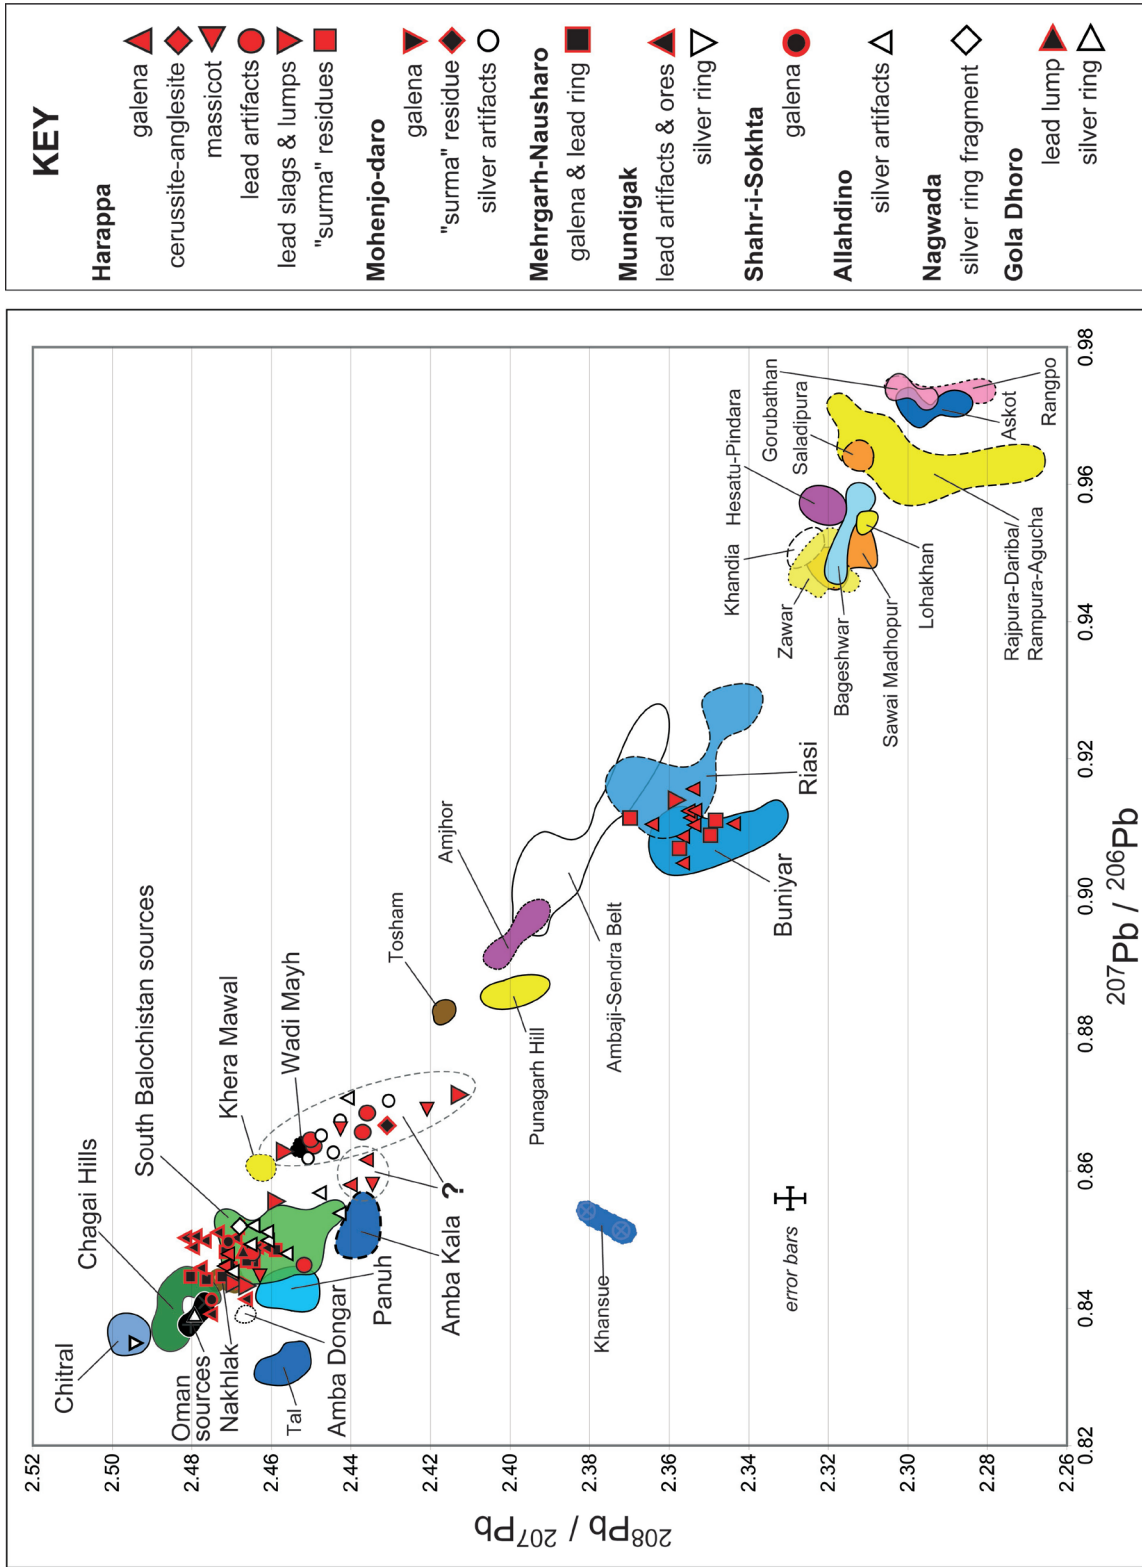 2.52
2.50
2.48
2.46
2.44
2.42
2.40
2.38
2.36
2.34
2.32
2.30
2.28
2.26
208Pb / 207Pb
0.82
0.84
0.86
0.88
0.90
0.92
0.94
0.96
0.98
207Pb / 206Pb
Chitral
Chagai Hills
South Balochistan sources
Khera Mawal
Wadi Mayh
Tosham
Amjhor
Oman
sources
Nakhlak
Tal
Amba Dongar
Panuh
Amba Kala
?
Punagarh Hill
Ambaji-Sendra Belt
Khansue
error bars
Buniyar
Riasi
Khandia
Hesatu-Pindara
Gorubathan
Saladipura
Zawar
Bageshwar
Sawai Madhopur
Lohakhan
Rajpura-Dariba/
Rampura-Agucha
Askot
Rangpo
KEY
Harappa
galena
cerussite-anglesite
massicot
lead artifacts
lead slags & lumps
"surma" residues
Mohenjo-daro
galena
"surma" residue
silver artifacts
Mehrgarh-Nausharo
galena & lead ring
Mundigak
lead artifacts & ores
silver ring
Shahr-i-Sokhta
galena
Allahdino
silver artifacts
Nagwada
silver ring fragment
Gola Dhoro
lead lump
silver ring